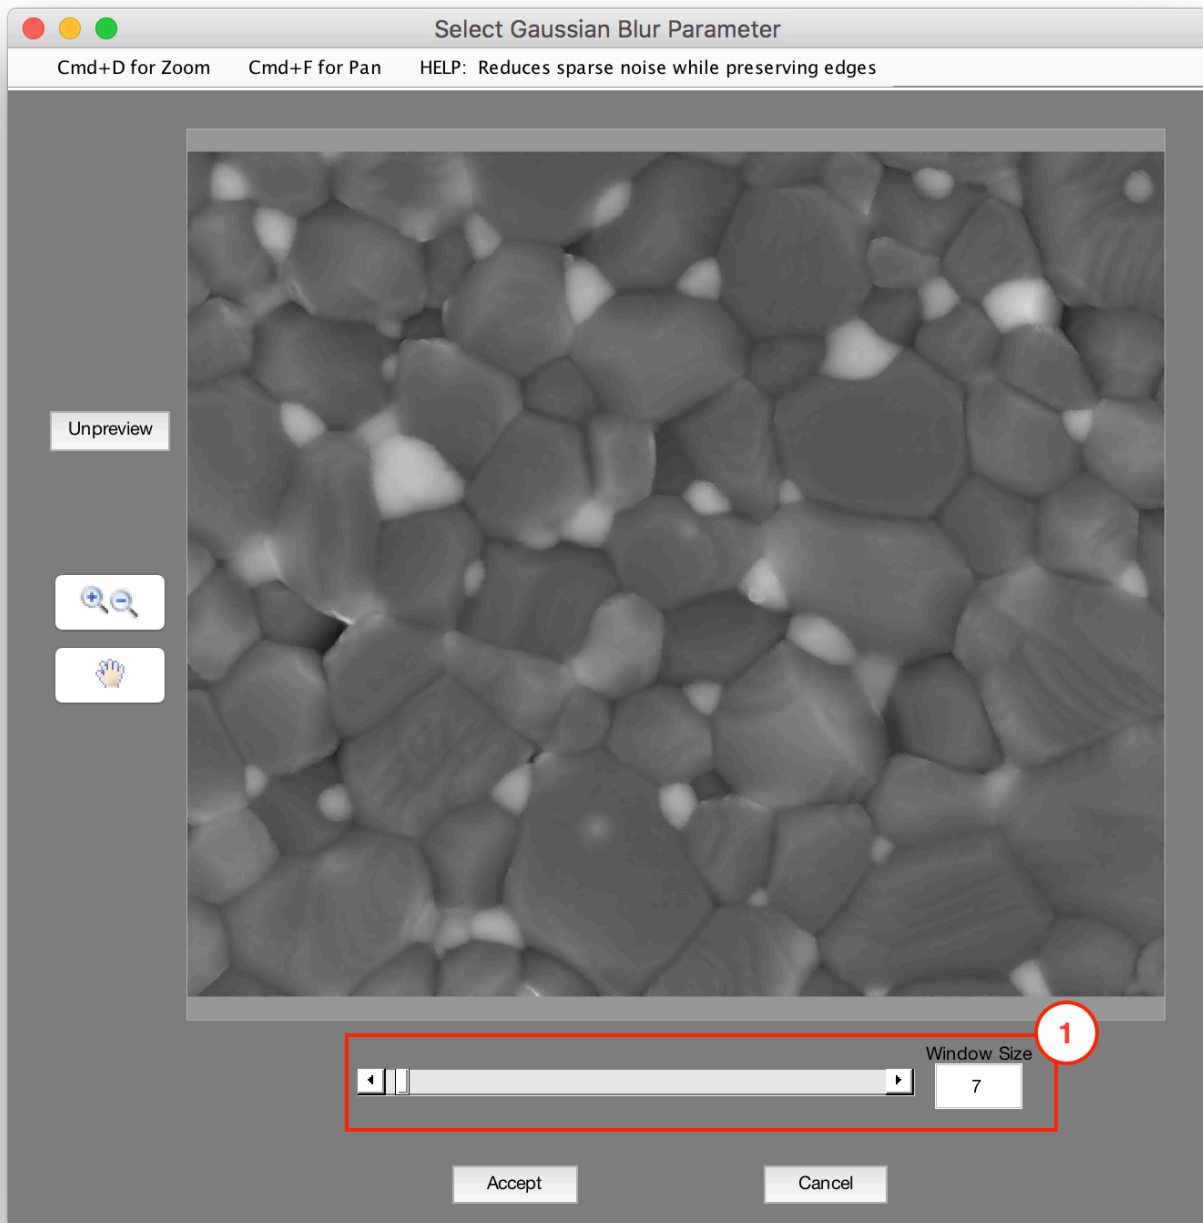 Select Gaussian Blur Parameter
Cmd+D for Zoom Cmd+F for Pan HELP: Reduces sparse noise while preserving edges
Unpreview
1
Window Size
7
Accept Cancel